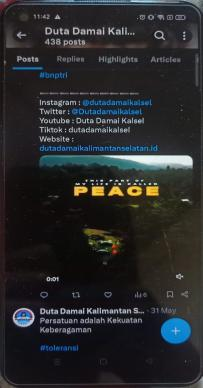 11:42
Duta Damai Kali...
438 posts
Posts Replies Highlights Articles
#bnptri
Instagram : @dutadamaikalsel
Twitter : @Dutadamaikalsel
Youtube : Duta Damai Kalsel
Tiktok : dutadamaikalsel
Website :
dutadamaikalimantanselatan.id
THIS PART OF
MY LIFE IS CALLED
PEACE
0:01
6
Duta Damai Kalimantan S... · 31 May
Persatuan adalah Kekuatan
Keberagaman
#toleransi